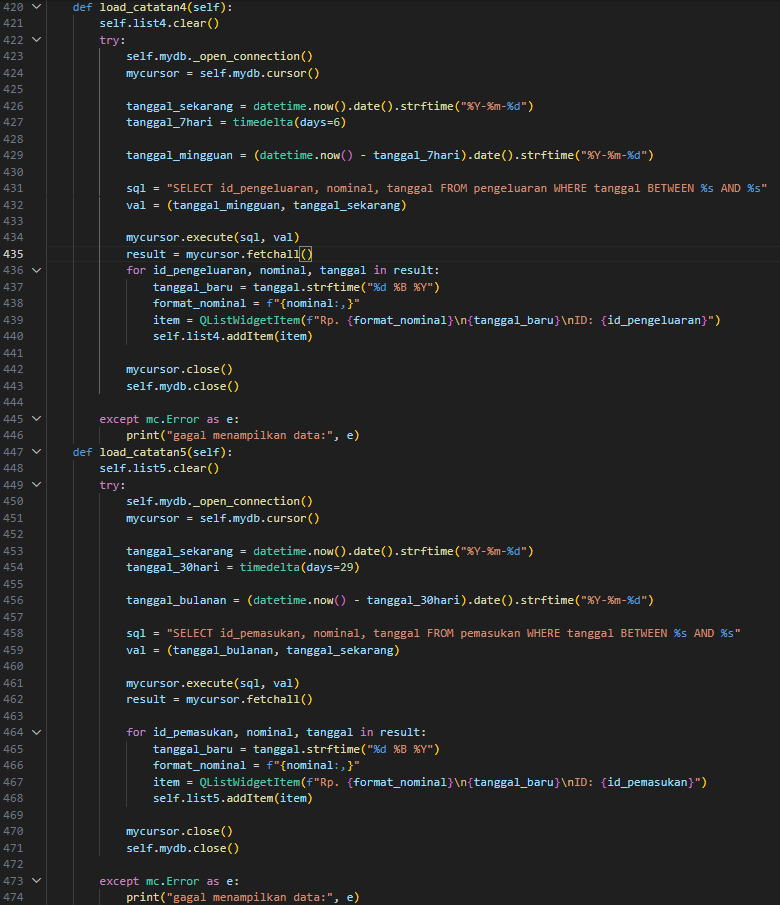 420 def load_catatan4(self):
421 self.list4.clear()
422 try:
423 self.mydb._open_connection()
424 mycursor = self.mydb.cursor()
425
426 tanggal_sekarang = datetime.now().date().strftime("%Y-%m-%d")
427 tanggal_7hari = timedelta(days=6)
428
429 tanggal_mingguan = (datetime.now() - tanggal_7hari).date().strftime("%Y-%m-%d")
430
431 sql = "SELECT id_pengeluaran, nominal, tanggal FROM pengeluaran WHERE tanggal BETWEEN %s AND %s"
432 val = (tanggal_mingguan, tanggal_sekarang)
433
434 mycursor.execute(sql, val)
435 result = mycursor.fetchall()
436 for id_pengeluaran, nominal, tanggal in result:
437 tanggal_baru = tanggal.strftime("%d %B %Y")
438 format_nominal = f"{nominal:,}"
439 item = QListWidgetItem(f"Rp. {format_nominal}\n{tanggal_baru}\nID: {id_pengeluaran}")
440 self.list4.addItem(item)
441
442 mycursor.close()
443 self.mydb.close()
444
445 except mc.Error as e:
446 print("gagal menampilkan data:", e)
447 def load_catatan5(self):
448 self.list5.clear()
449 try:
450 self.mydb._open_connection()
451 mycursor = self.mydb.cursor()
452
453 tanggal_sekarang = datetime.now().date().strftime("%Y-%m-%d")
454 tanggal_30hari = timedelta(days=29)
455
456 tanggal_bulanan = (datetime.now() - tanggal_30hari).date().strftime("%Y-%m-%d")
457
458 sql = "SELECT id_pemasukan, nominal, tanggal FROM pemasukan WHERE tanggal BETWEEN %s AND %s"
459 val = (tanggal_bulanan, tanggal_sekarang)
460
461 mycursor.execute(sql, val)
462 result = mycursor.fetchall()
463
464 for id_pemasukan, nominal, tanggal in result:
465 tanggal_baru = tanggal.strftime("%d %B %Y")
466 format_nominal = f"{nominal:,}"
467 item = QListWidgetItem(f"Rp. {format_nominal}\n{tanggal_baru}\nID: {id_pemasukan}")
468 self.list5.addItem(item)
469
470 mycursor.close()
471 self.mydb.close()
472
473 except mc.Error as e:
474 print("gagal menampilkan data:", e)